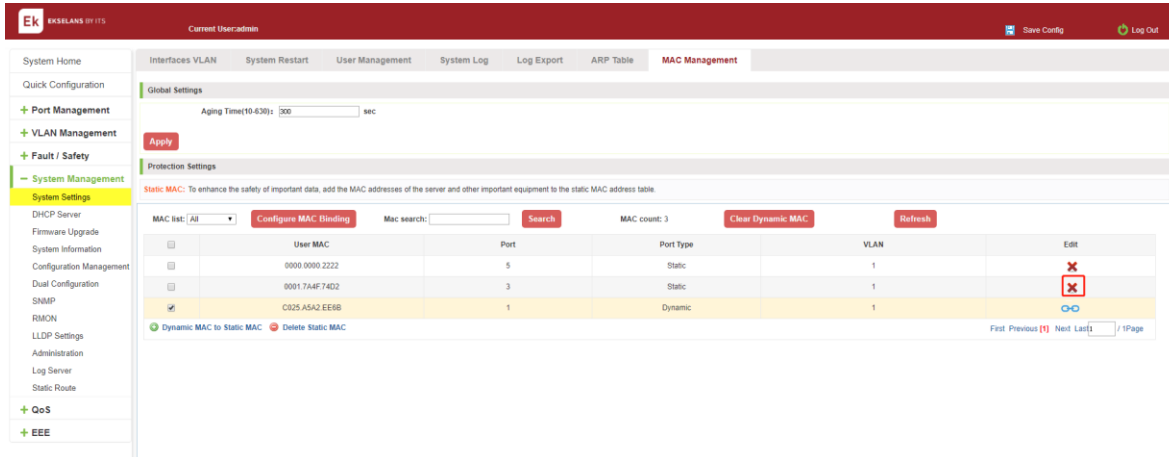 Ek EKSELANS BY ITS
Current User:admin
Save Config
Log Out
System Home
Quick Configuration
+ Port Management
+ VLAN Management
+ Fault / Safety
− System Management
System Settings
DHCP Server
Firmware Upgrade
System Information
Configuration Management
Dual Configuration
SNMP
RMON
LLDP Settings
Administration
Log Server
Static Route
+ QoS
+ EEE
Interfaces VLAN System Restart User Management System Log Log Export ARP Table MAC Management
Global Settings
Aging Time(10-630): 300 sec
Apply
Protection Settings
Static MAC: To enhance the safety of important data, add the MAC addresses of the server and other important equipment to the static MAC address table.
MAC list: All Configure MAC Binding Mac search: Search MAC count: 3 Clear Dynamic MAC Refresh
User MAC Port Port Type VLAN Edit
0000.0000.2222 5 Static 1
0001.7A4F.74D2 3 Static 1
C025.A5A2.EE6B 1 Dynamic 1
Dynamic MAC to Static MAC Delete Static MAC
First Previous [1] Next Last 1 / 1Page